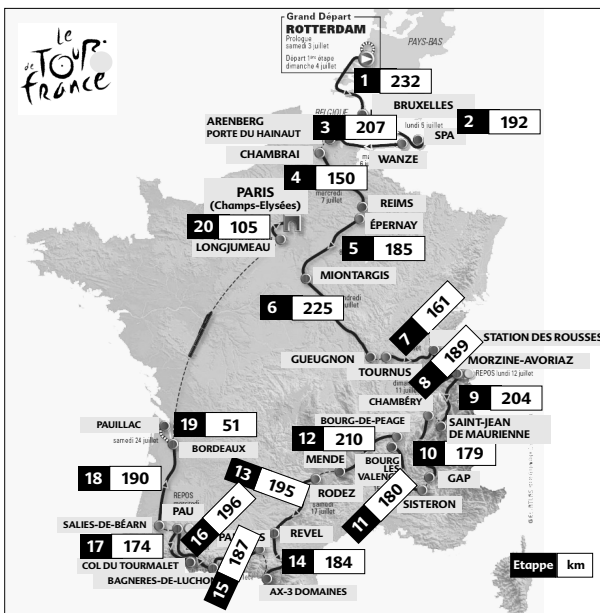 Le
TOUR
de
france
Grand Départ
ROTTERDAM
Prologue
samedi 3 juillet
Départ 1ère étape
dimanche 4 juillet
PAYS-BAS
1 232
BELGIQUE
BRUXELLES
ARENBERG
PORTE DU HAINAUT
3 207
lundi 5 juillet
SPA
2 192
CHAMBRAI
WANZE
4 150
mercredi
7 juillet
PARIS
(Champs-Elysées)
REIMS
20 105
ÉPERNAY
LONGJUMEAU
5 185
MIONTARGIS
6 225
juillet
7 161
STATION DES ROUSSES
GUEUGNON
TOURNUS
8 189
MORZINE-AVORIAZ
REPOS lundi 12 juillet
11 juillet
CHAMBÉRY
9 204
PAUILLAC
samedi 24 juillet
19 51
BORDEAUX
BOURG-DE-PEAGE
SAINT-JEAN
DE MAURIENNE
12 210
MENDE
BOURG
LES
VALENC
10 179
GAP
18 190
13 195
RODEZ
samedi
17 juillet
11 180
SISTERON
REPOS
PAU
16 196
SALIES-DE-BÉARN
REVEL
17 174
187
15
14 184
COL DU TOURMALET
BAGNERES-DE-LUCHON
AX-3 DOMAINES
Etappe km